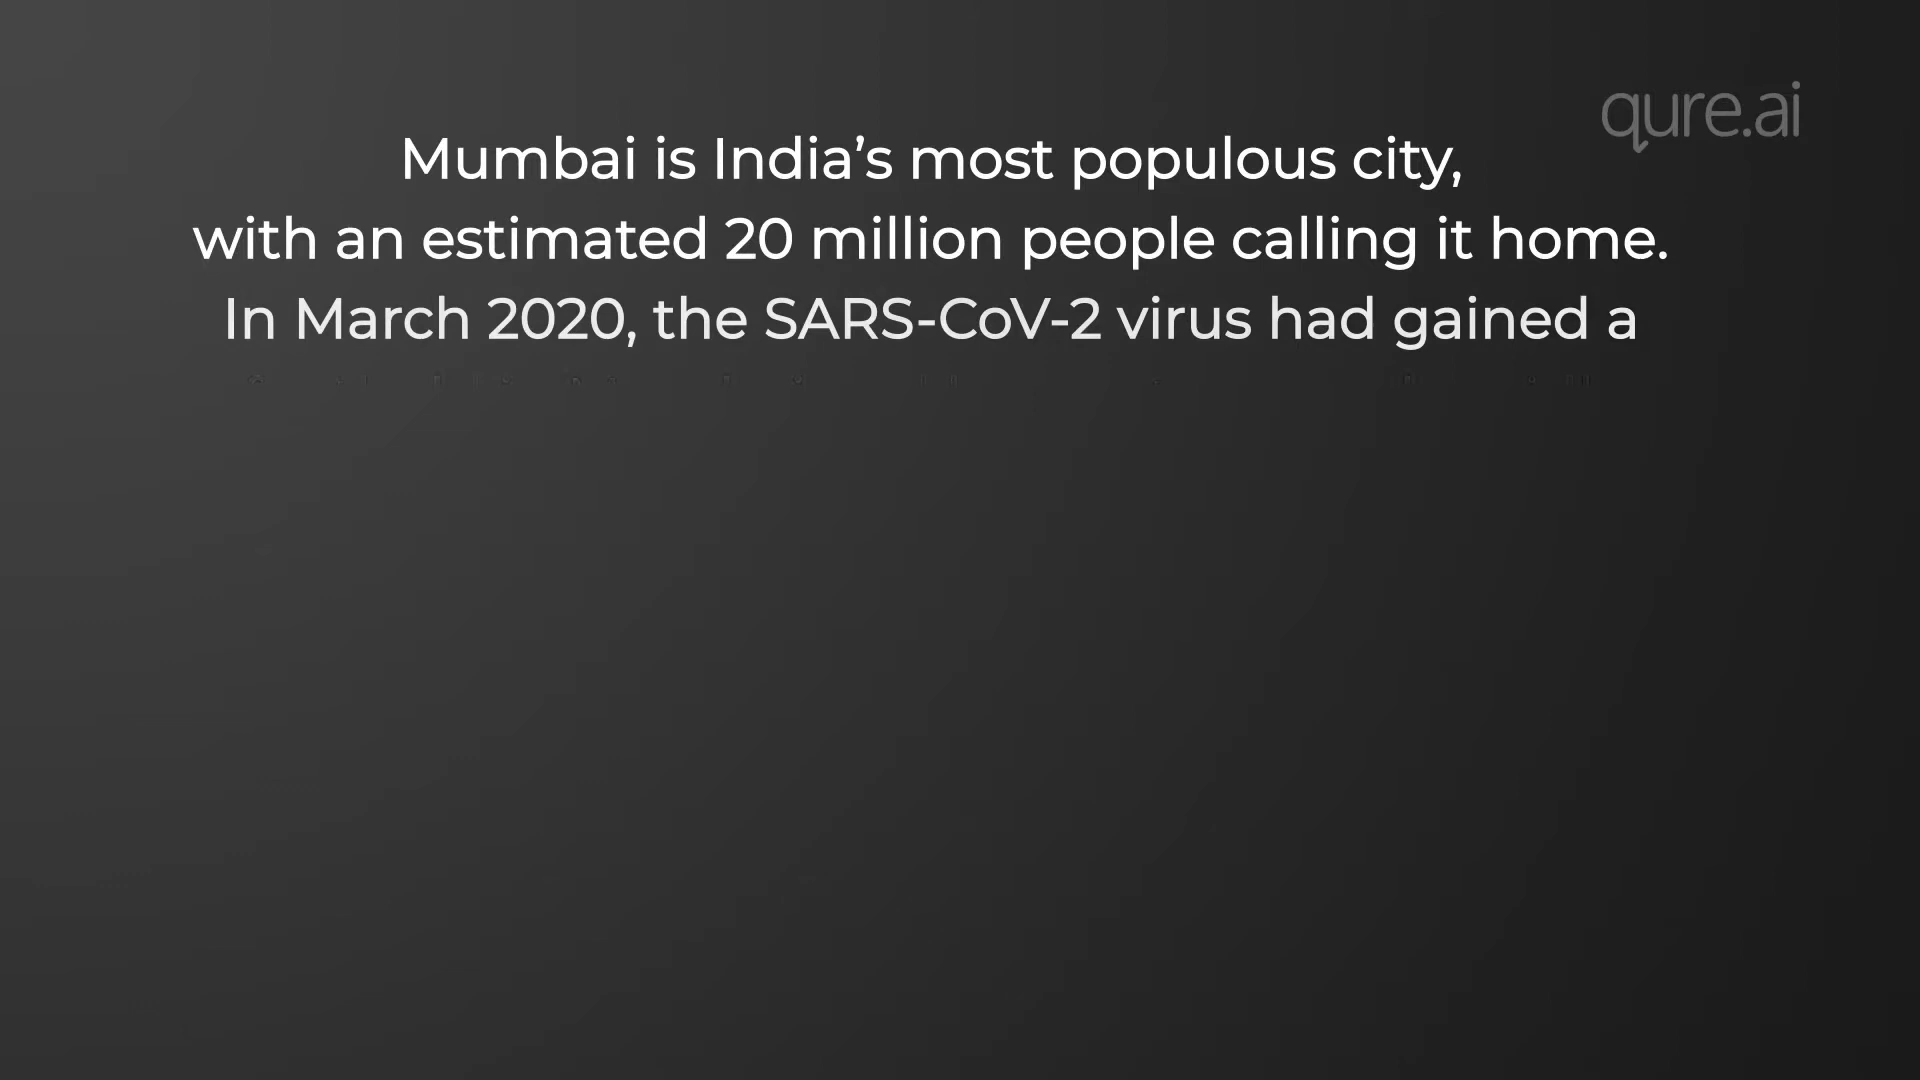 qure.ai
Mumbai is India’s most populous city,
with an estimated 20 million people calling it home.
In March 2020, the SARS-CoV-2 virus had gained a